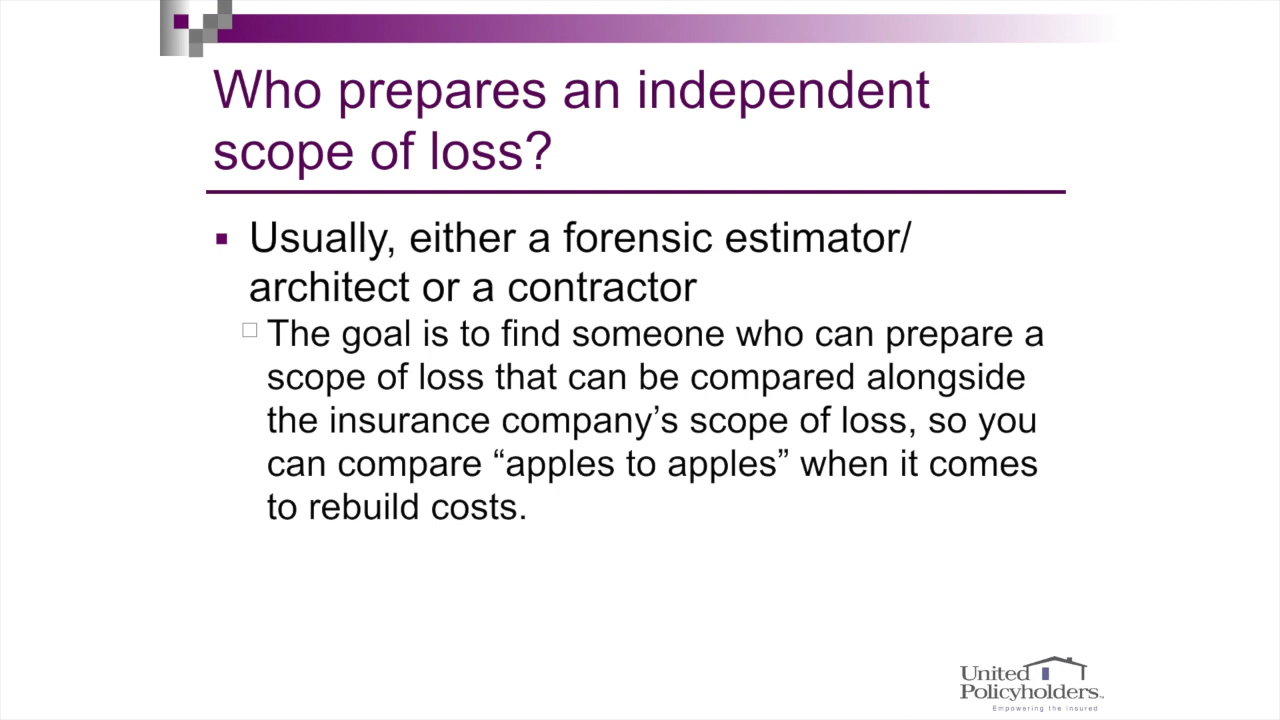 Who prepares an independent
scope of loss?
Usually, either a forensic estimator/
architect or a contractor
The goal is to find someone who can prepare a
scope of loss that can be compared alongside
the insurance company’s scope of loss, so you
can compare “apples to apples” when it comes
to rebuild costs.
United
Policyholders™
Empowering the Insured